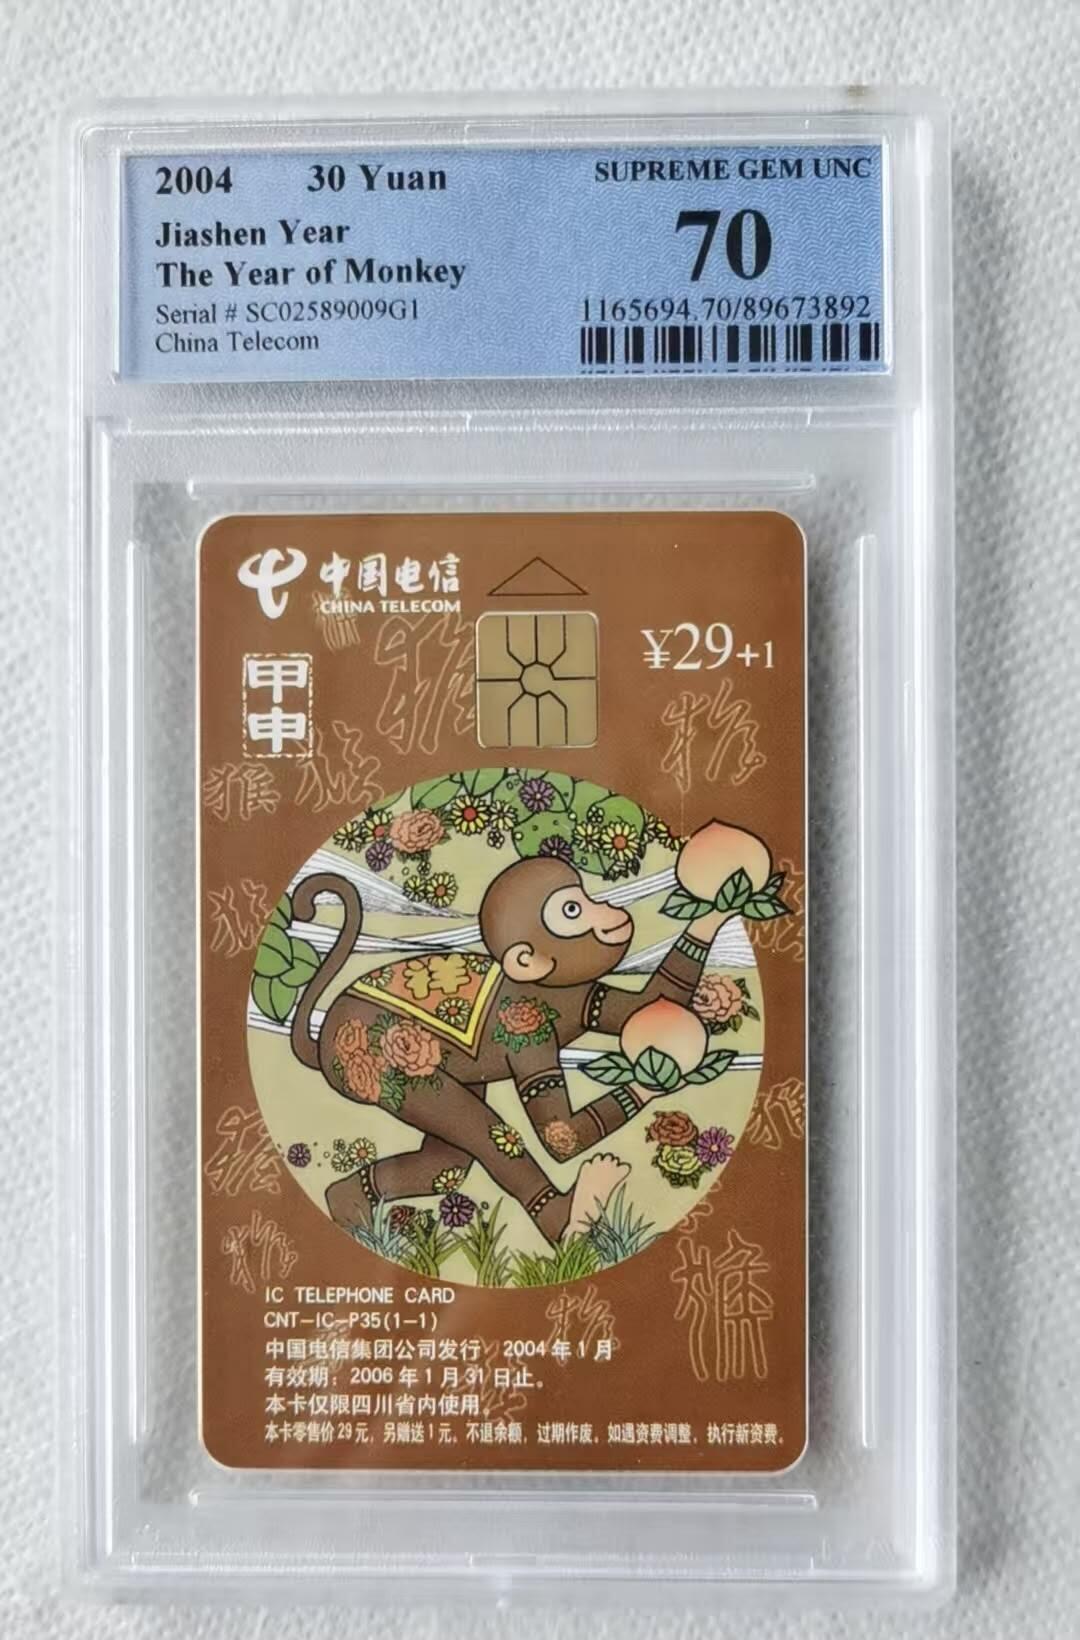 2004 30 Yuan
SUPREME GEM UNC
Jiashen Year
70
The Year of Monkey
Serial # SC02589009G1
1165694.70/89673892
China Telecom
中国电信
CHINA TELECOM
¥29+1
甲
申
猴
祥
IC TELEPHONE CARD
CNT-IC-P35(1-1)
中国电信集团公司发行 2004年1月
有效期：2006年1月31日止。
本卡仅限四川省内使用。
本卡零售价29元，另赠送1元。不退余额，过期作废。如遇资费调整，执行新资费。